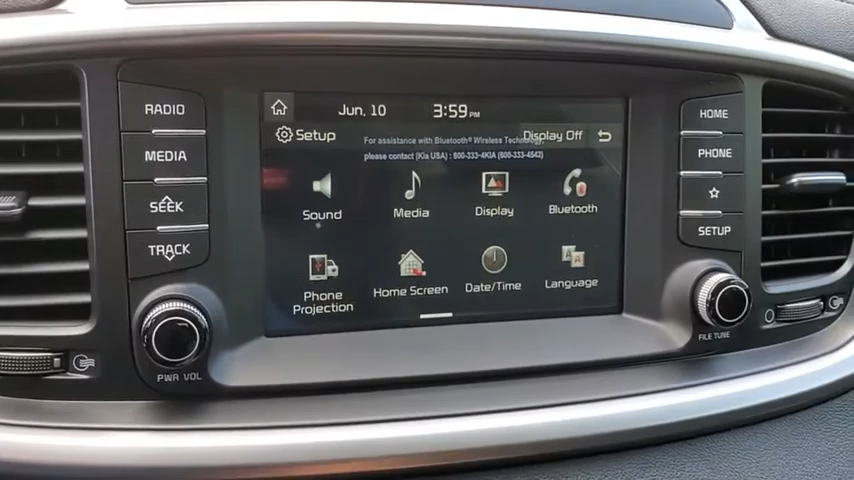 RADIO
MEDIA
SEEK
TRACK
PWR VOL
Jun. 10 3:59 PM
Setup Display Off
For assistance with BLUETOOTH® Wireless Technology,
please contact (KIA USA) : 800-333-4KIA (800-333-4542)
Sound Media Display Bluetooth
Phone Projection Home Screen Date/Time Language
HOME
PHONE
SETUP
FILE TUNE